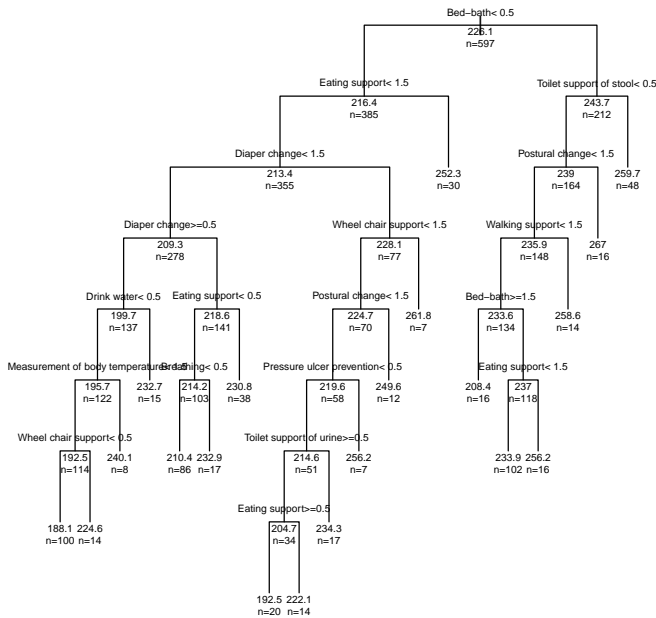 Bed−bath< 0.5
226.1
n=597
Eating support< 1.5
Toilet support of stool< 0.5
216.4
n=385
243.7
n=212
Diaper change< 1.5
252.3
n=30
Postural change< 1.5
259.7
n=48
213.4
n=355
239
n=164
Diaper change>=0.5
Wheel chair support< 1.5
Walking support< 1.5
267
n=16
209.3
n=278
228.1
n=77
235.9
n=148
Drink water< 0.5
Eating support< 0.5
Postural change< 1.5
261.8
n=7
Bed−bath>=1.5
258.6
n=14
199.7
n=137
218.6
n=141
224.7
n=70
233.6
n=134
Measurement of body temperature< 1.5
232.7
n=15
Breathing< 0.5
230.8
n=38
Pressure ulcer prevention< 0.5
249.6
n=12
208.4
n=16
Eating support< 1.5
195.7
n=122
214.2
n=103
219.6
n=58
237
n=118
Wheel chair support< 0.5
240.1
n=8
210.4
n=86
232.9
n=17
Toilet support of urine>=0.5
256.2
n=7
233.9
n=102
256.2
n=16
192.5
n=114
214.6
n=51
188.1
n=100
224.6
n=14
Eating support>=0.5
234.3
n=17
204.7
n=34
192.5
n=20
222.1
n=14